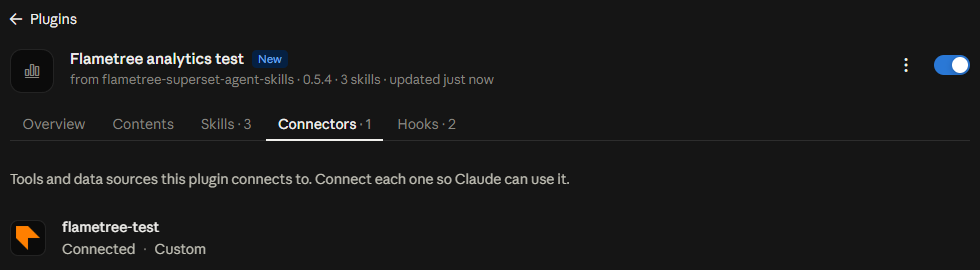 ← Plugins
Flametree analytics test New
from flametree-superset-agent-skills · 0.5.4 · 3 skills · updated just now
Overview Contents Skills · 3 Connectors · 1 Hooks · 2
Tools and data sources this plugin connects to. Connect each one so Claude can use it.
flametree-test
Connected · Custom